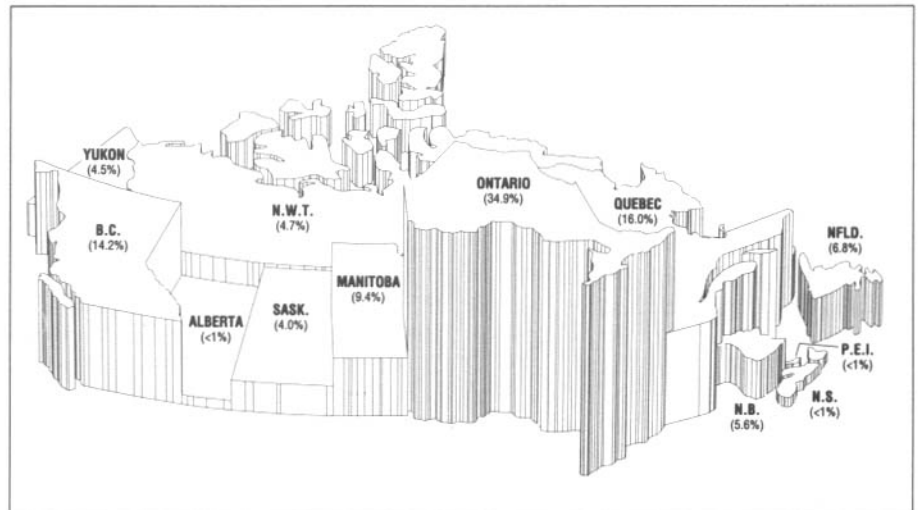 YUKON
(4.5%)
B.C.
(14.2%)
N.W.T.
(4.7%)
ONTARIO
(34.9%)
QUEBEC
(16.0%)
NFLD.
(6.8%)
MANITOBA
(9.4%)
SASK.
(4.0%)
ALBERTA
(<1%)
P.E.I.
(<1%)
N.S.
(<1%)
N.B.
(5.6%)